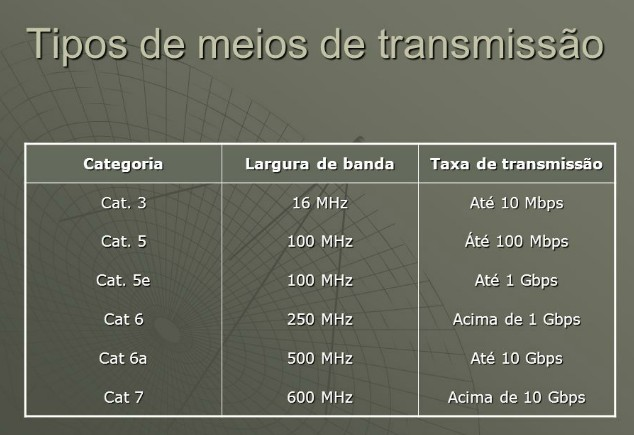 Tipos de meios de transmissão
Categoria Largura de banda Taxa de transmissão
Cat. 3 16 MHz Até 10 Mbps
Cat. 5 100 MHz Áté 100 Mbps
Cat. 5e 100 MHz Até 1 Gbps
Cat 6 250 MHz Acima de 1 Gbps
Cat 6a 500 MHz Até 10 Gbps
Cat 7 600 MHz Acima de 10 Gbps